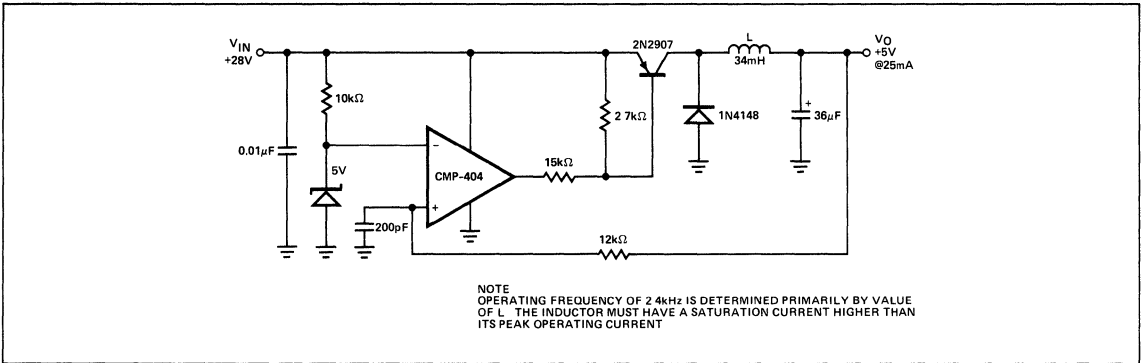 V_IN
+28V
2N2907
L
34mH
V_O
+5V
@25mA
10kΩ
2 7kΩ
1N4148
+
36μF
0.01μF
5V
−
CMP-404
15kΩ
+
200pF
12kΩ
NOTE
OPERATING FREQUENCY OF 2 4kHz IS DETERMINED PRIMARILY BY VALUE
OF L THE INDUCTOR MUST HAVE A SATURATION CURRENT HIGHER THAN
ITS PEAK OPERATING CURRENT